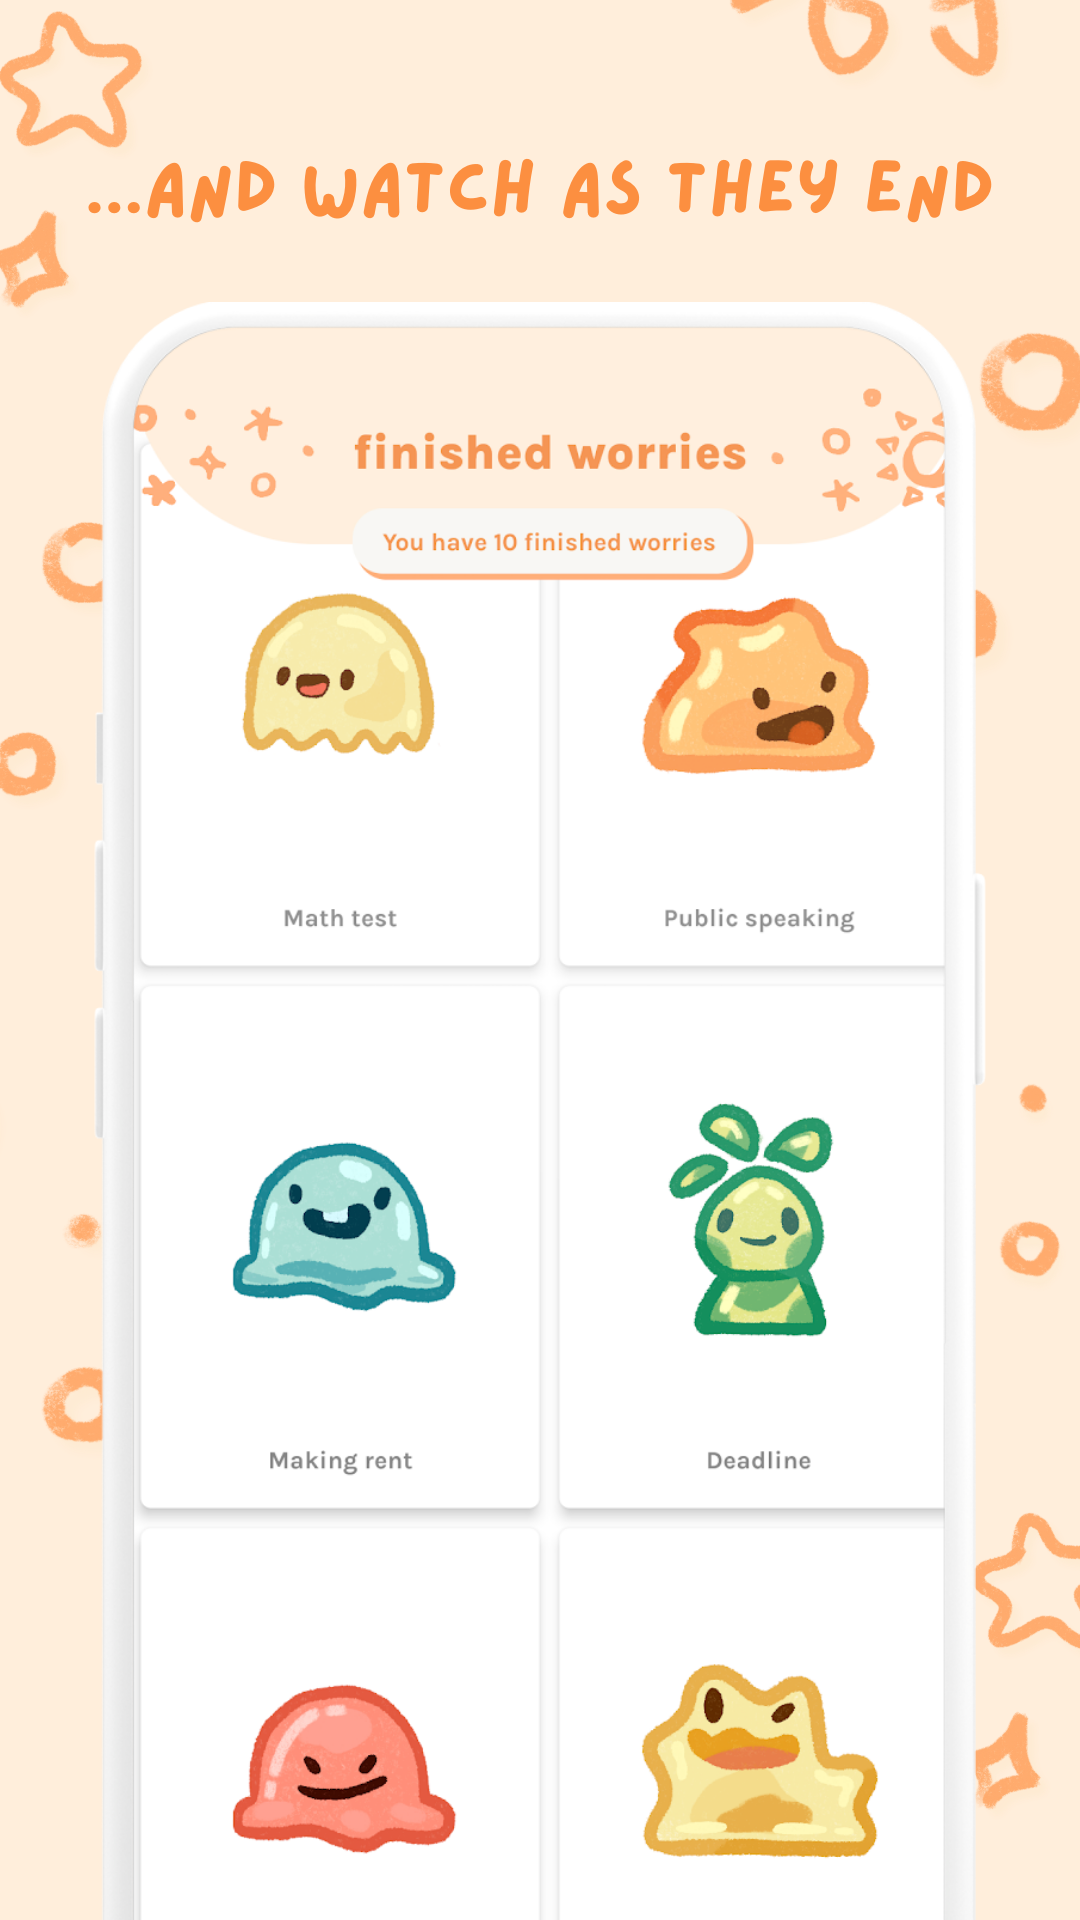 ...AND WATCH AS THEY END
finished worries
You have 10 finished worries
Math test
Public speaking
Making rent
Deadline